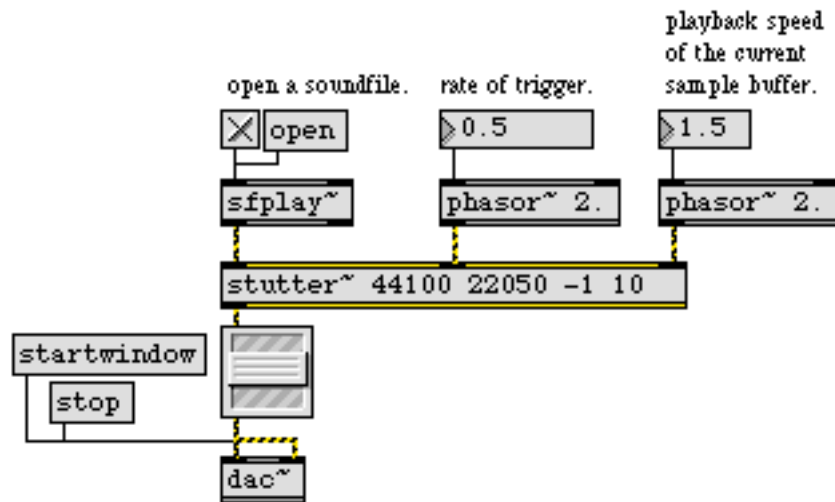 playback speed
of the current
open a soundfile. rate of trigger. sample buffer.
open 0.5 1.5
sfplay~ phasor~ 2. phasor~ 2.
stutter~ 44100 22050 -1 10
startwindow
stop
dac~